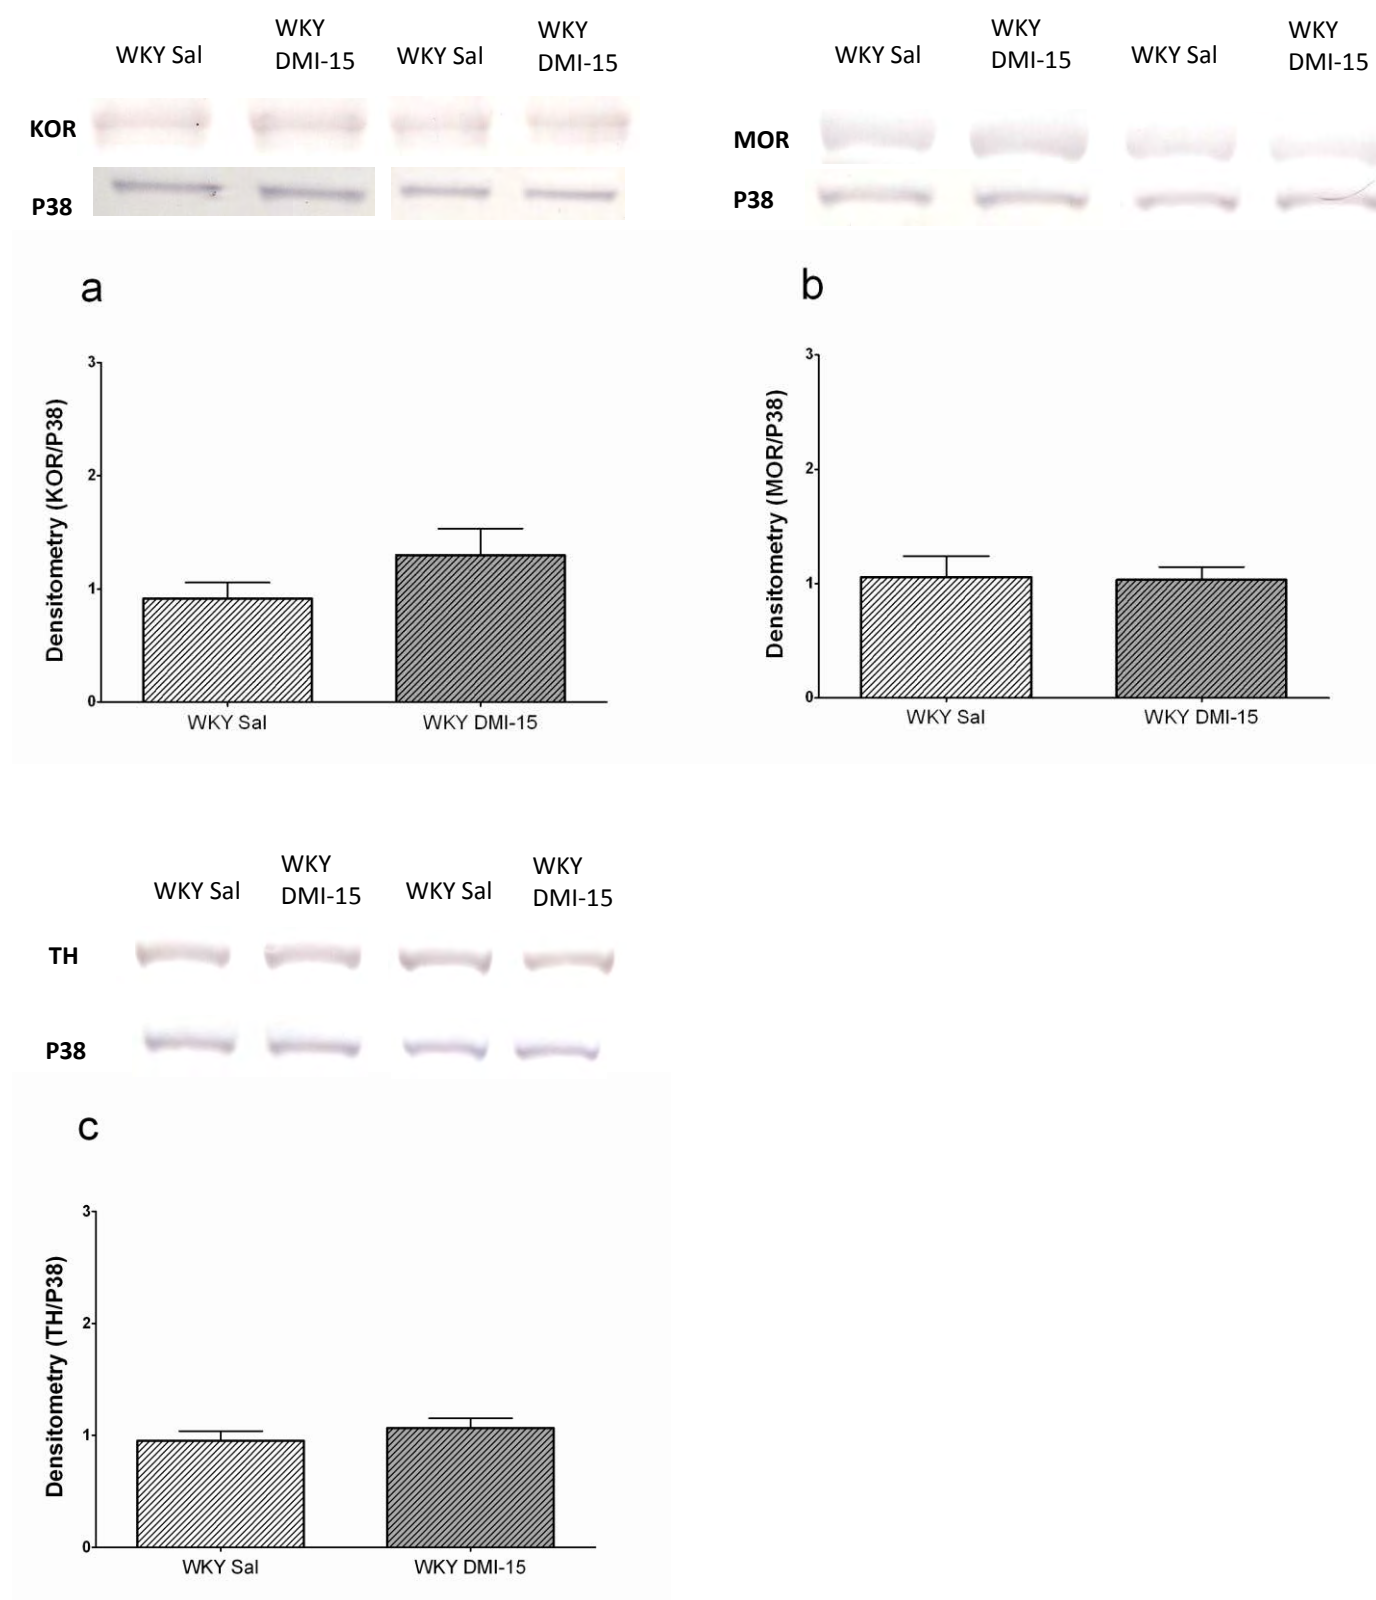 WKY Sal
WKY
DMI-15
WKY Sal
WKY
DMI-15
KOR
P38
a
Densitometry (KOR/P38)
3
2
1
0
WKY Sal
WKY DMI-15
WKY Sal
WKY
DMI-15
WKY Sal
WKY
DMI-15
MOR
P38
b
Densitometry (MOR/P38)
3
2
1
0
WKY Sal
WKY DMI-15
WKY Sal
WKY
DMI-15
WKY Sal
WKY
DMI-15
TH
P38
c
Densitometry (TH/P38)
3
2
1
0
WKY Sal
WKY DMI-15